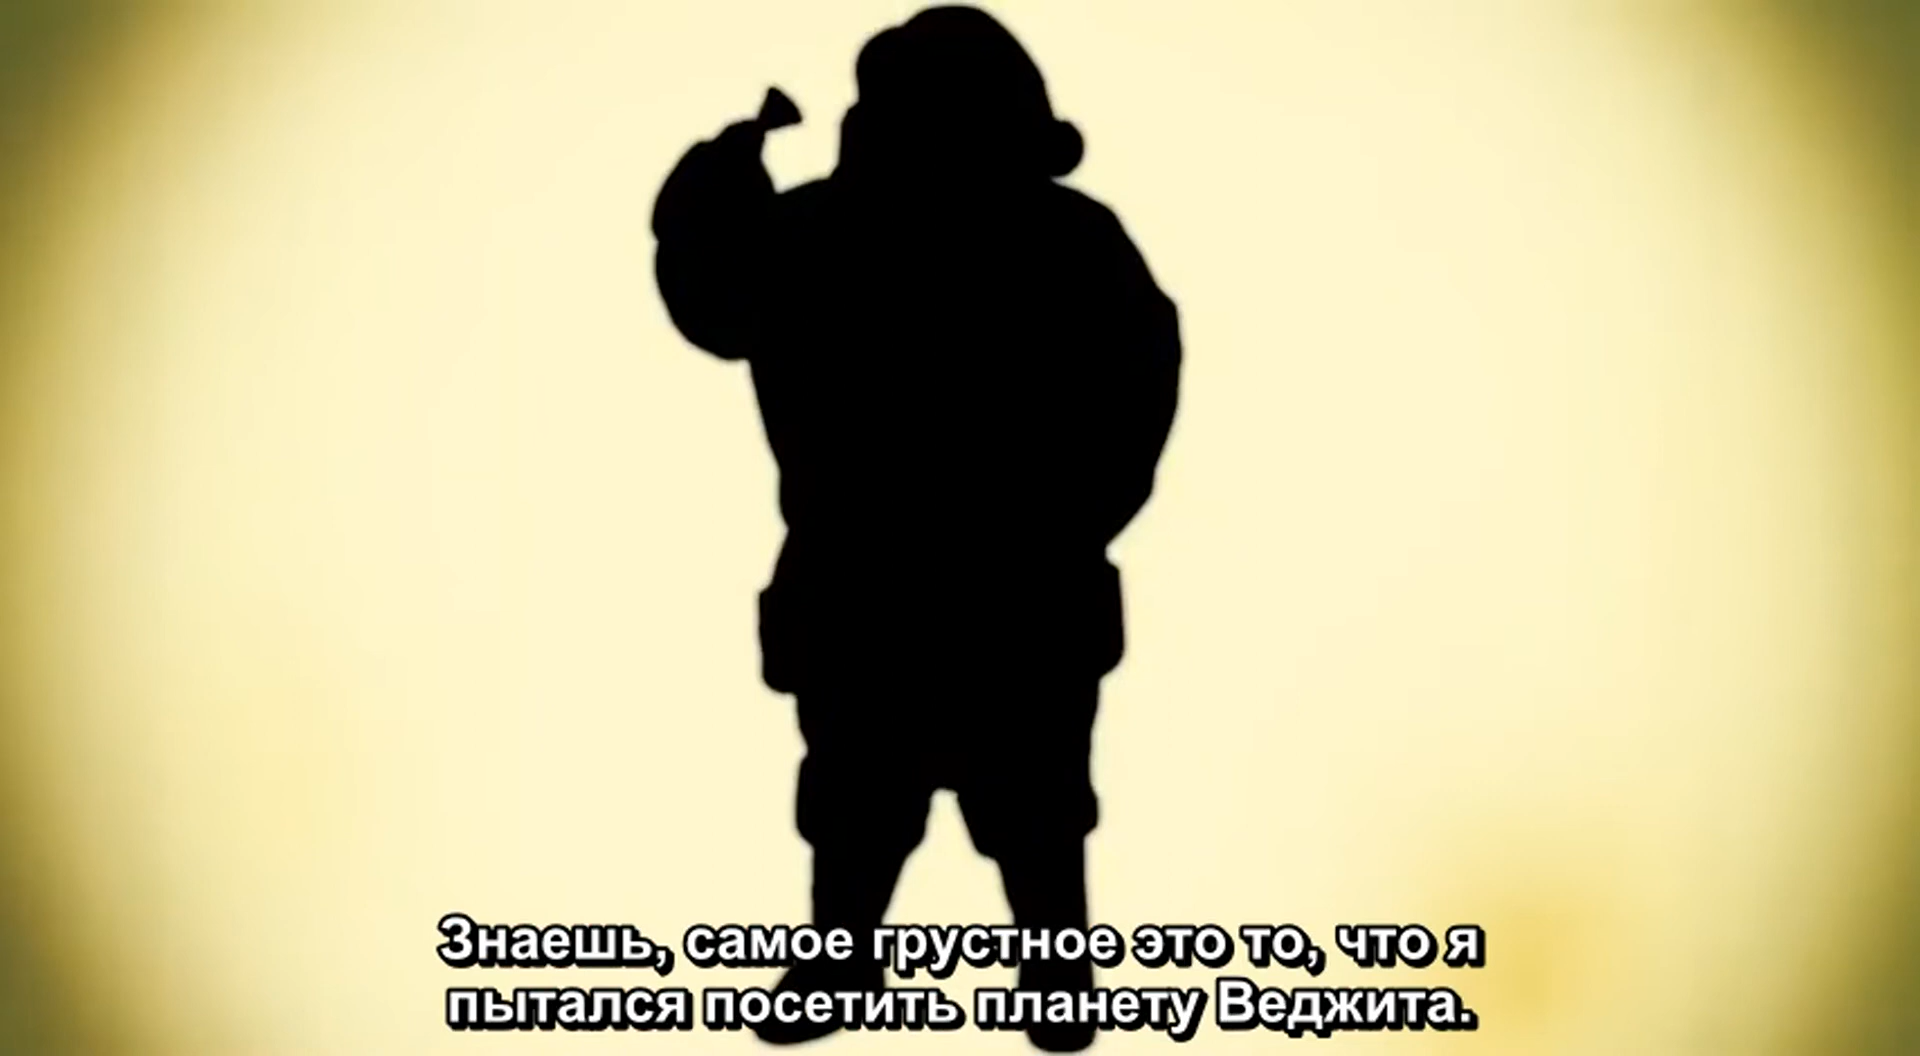 Знаешь, самое грустное это то, что я
пытался посетить планету Веджита.